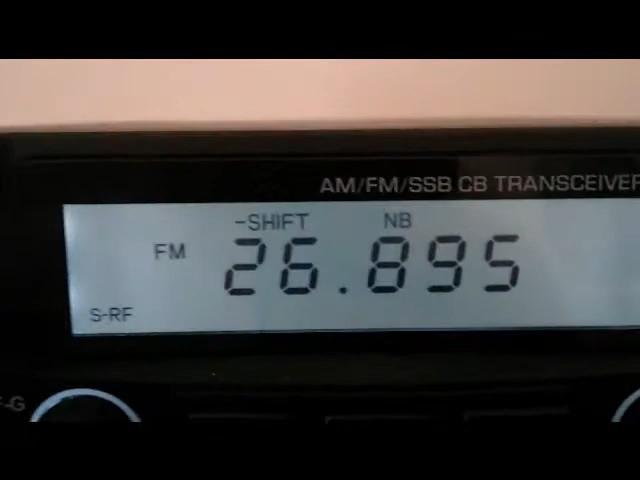 AM/FM/SSB CB TRANSCEIVER
-SHIFT NB
FM 26.895
S-RF
-G